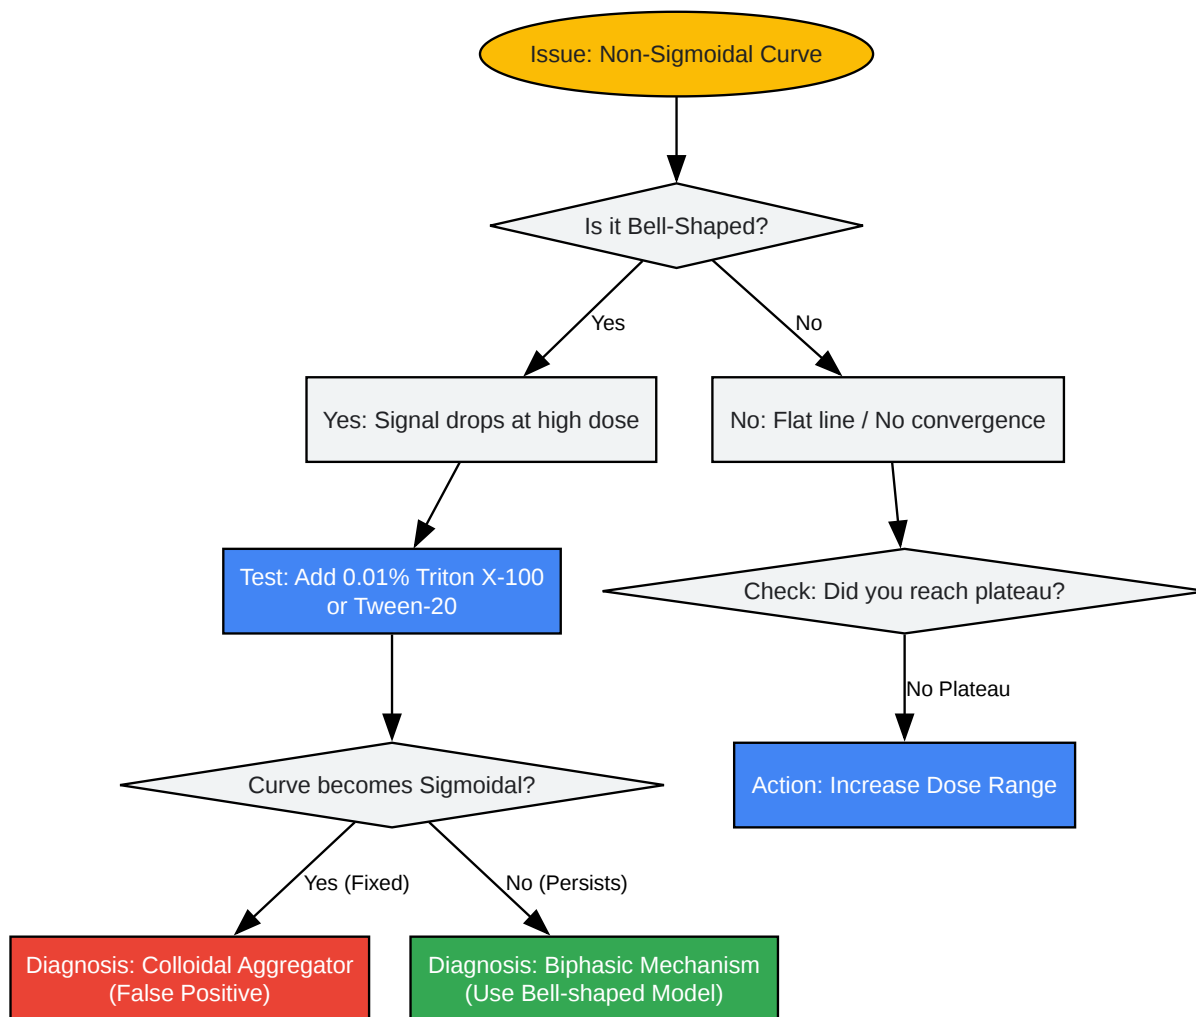 Issue: Non-Sigmoidal Curve
Is it Bell-Shaped?
Yes
No
Yes: Signal drops at high dose
No: Flat line / No convergence
Test: Add 0.01% Triton X-100
or Tween-20
Check: Did you reach plateau?
No Plateau
Curve becomes Sigmoidal?
Action: Increase Dose Range
Yes (Fixed)
No (Persists)
Diagnosis: Colloidal Aggregator
(False Positive)
Diagnosis: Biphasic Mechanism
(Use Bell-shaped Model)